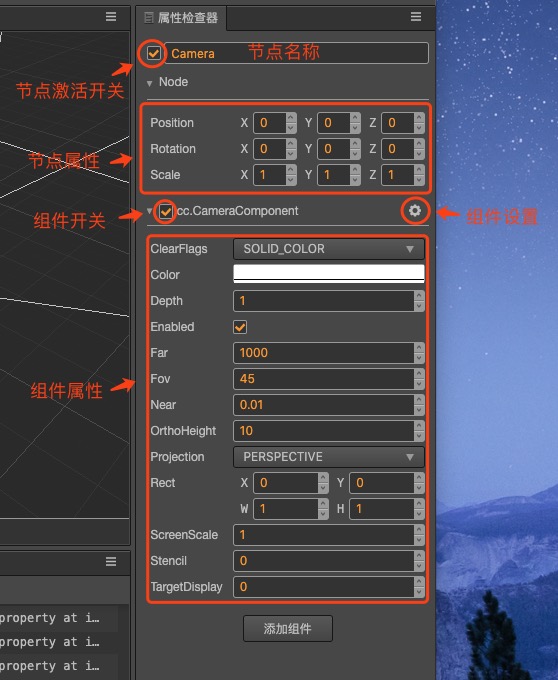 属性检查器
Camera 节点名称
节点激活开关
Node
Position X 0 Y 0 Z 0
节点属性
Rotation X 0 Y 0 Z 0
Scale X 1 Y 1 Z 1
组件开关
cc.CameraComponent
组件设置
ClearFlags SOLID_COLOR
Color
Depth 1
Enabled
Far 1000
Fov 45
组件属性
Near 0.01
OrthoHeight 10
Projection PERSPECTIVE
Rect X 0 Y 0
W 1 H 1
ScreenScale 1
Stencil 0
TargetDisplay 0
property at i…
添加组件
property at i…
property at i…